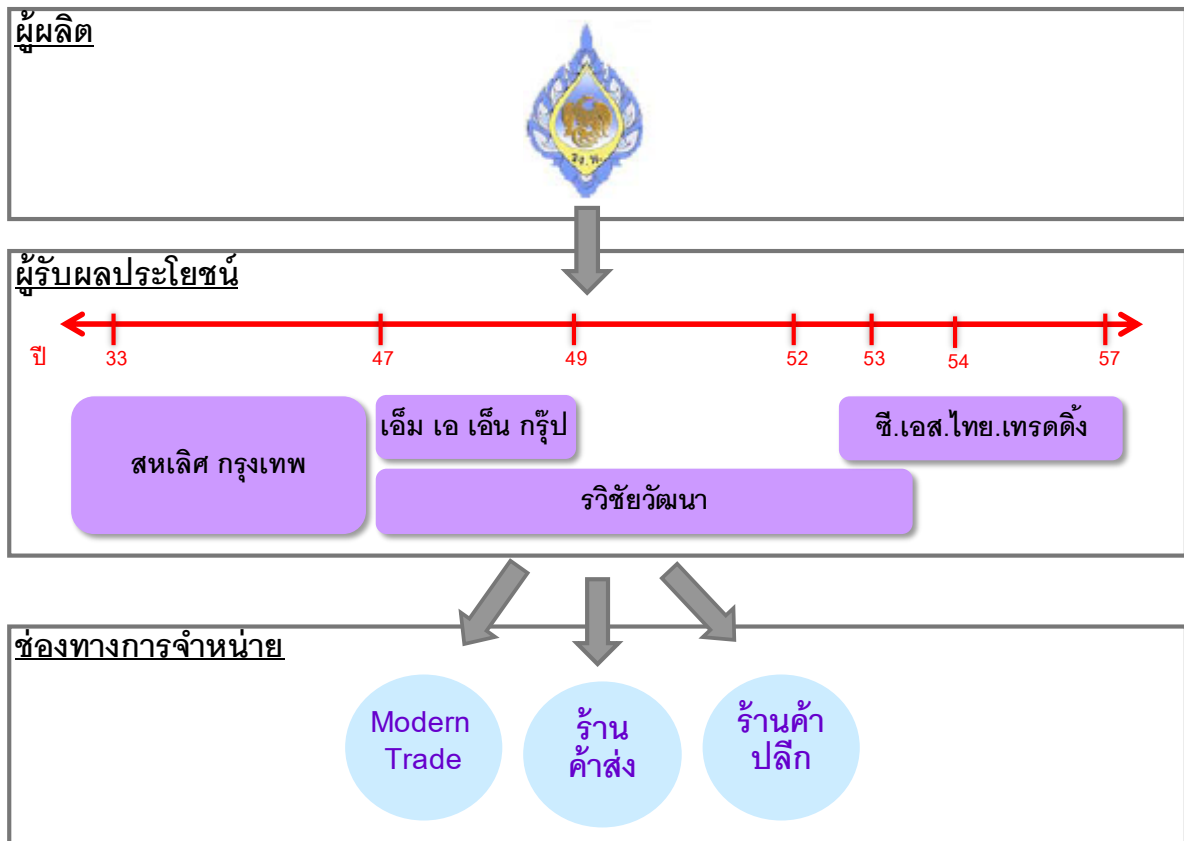 ผู้ผลิต
ผู้รับผลประโยชน์
ปี 33 47 49 52 53 54 57
เอ็ม เอ เอ็น กรุ๊ป
ซี.เอส.ไทย.เทรดดิ้ง
สหเลิศ กรุงเทพ
รวิชัยวัฒนา
ช่องทางการจำหน่าย
Modern
Trade
ร้าน
ค้าส่ง
ร้านค้า
ปลีก